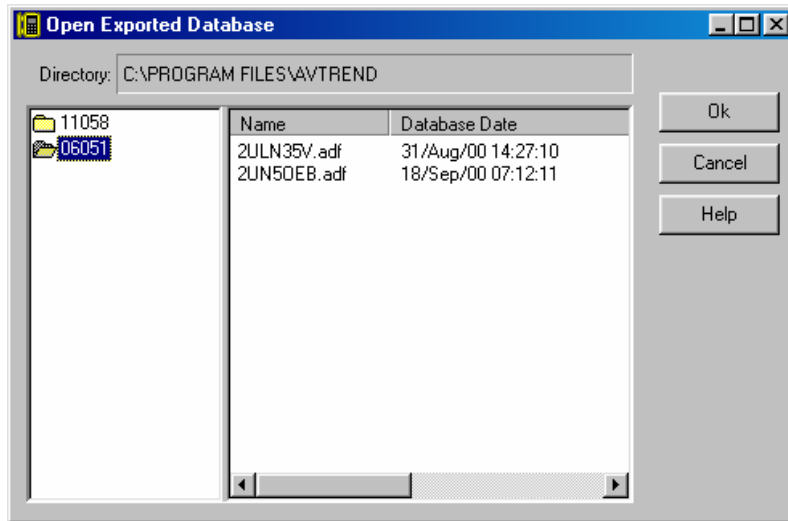 Open Exported Database
Directory: C:\PROGRAM FILES\AVTREND
11058
06051
Name Database Date
2ULN35V.adf 31/Aug/00 14:27:10
2UN5OEB.adf 18/Sep/00 07:12:11
Ok
Cancel
Help